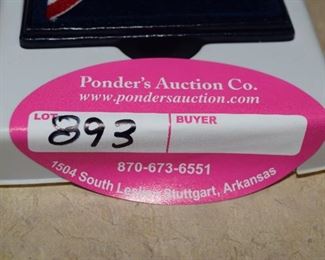 Ponder's Auction Co.
www.pondersauction.com
LOT BUYER
893
870-673-6551
1504 South Leslie, Stuttgart, Arkansas